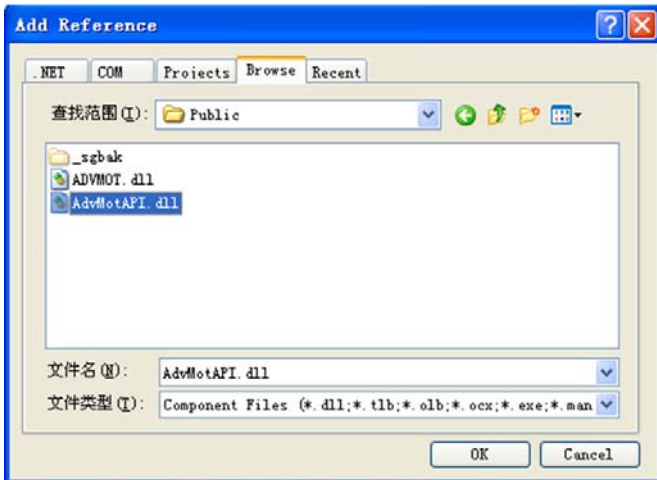 Add Reference
.NET COM Projects Browse Recent
查找范围(I): Public
_sgbak
ADVMOT.dll
AdvMotAPI.dll
文件名(N): AdvMotAPI.dll
文件类型(T): Component Files (*.dll;*.tlb;*.olb;*.ocx;*.exe;*.man
OK Cancel